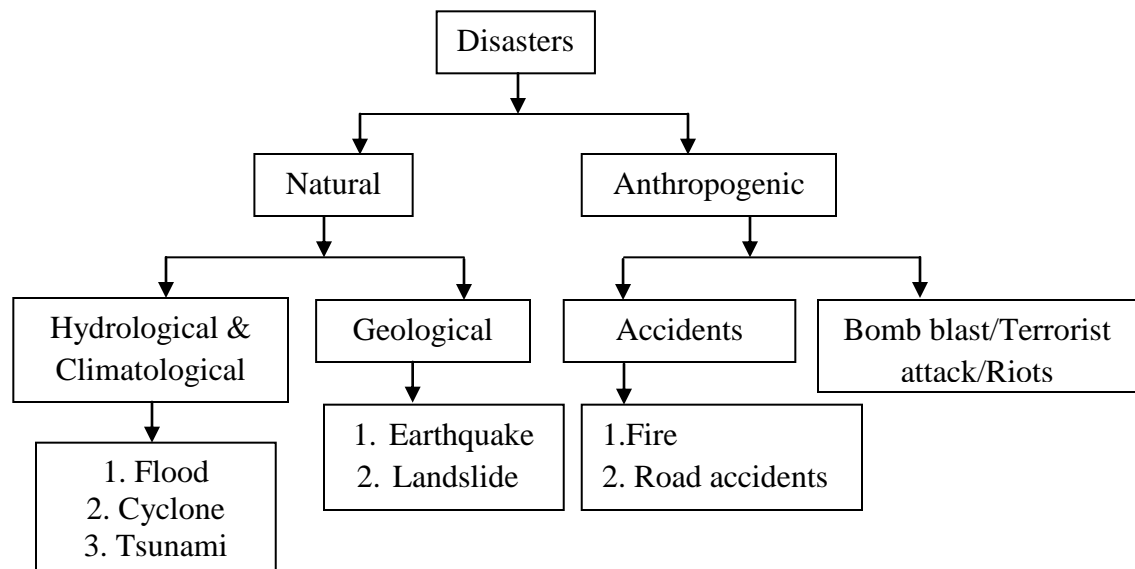 Disasters
Natural
Anthropogenic
Hydrological &
Climatological
Geological
Accidents
Bomb blast/Terrorist
attack/Riots
1. Flood
2. Cyclone
3. Tsunami
1. Earthquake
2. Landslide
1.Fire
2. Road accidents